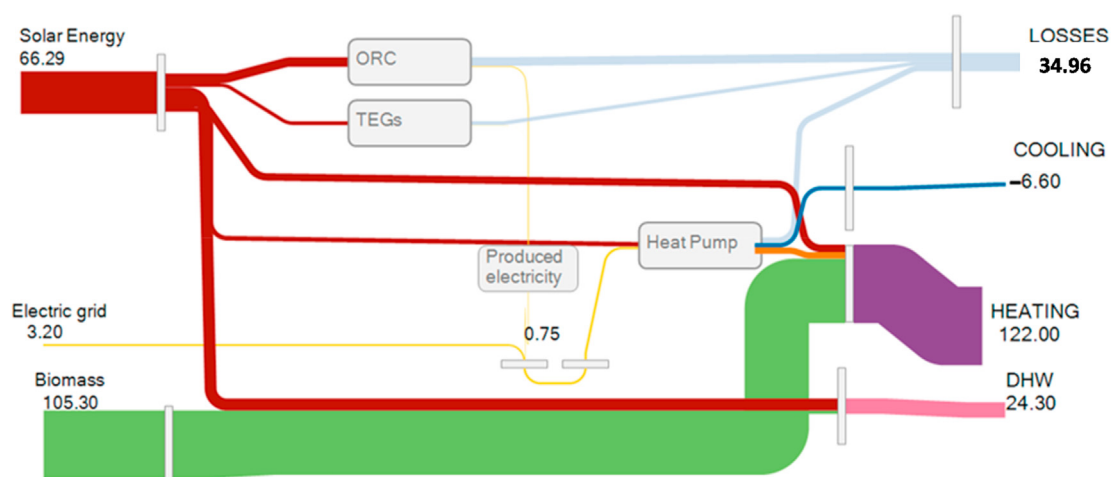 Solar Energy
66.29
ORC
TEGs
LOSSES
34.96
COOLING
–6.60
Heat Pump
Produced
electricity
Electric grid
3.20
0.75
HEATING
122.00
Biomass
105.30
DHW
24.30